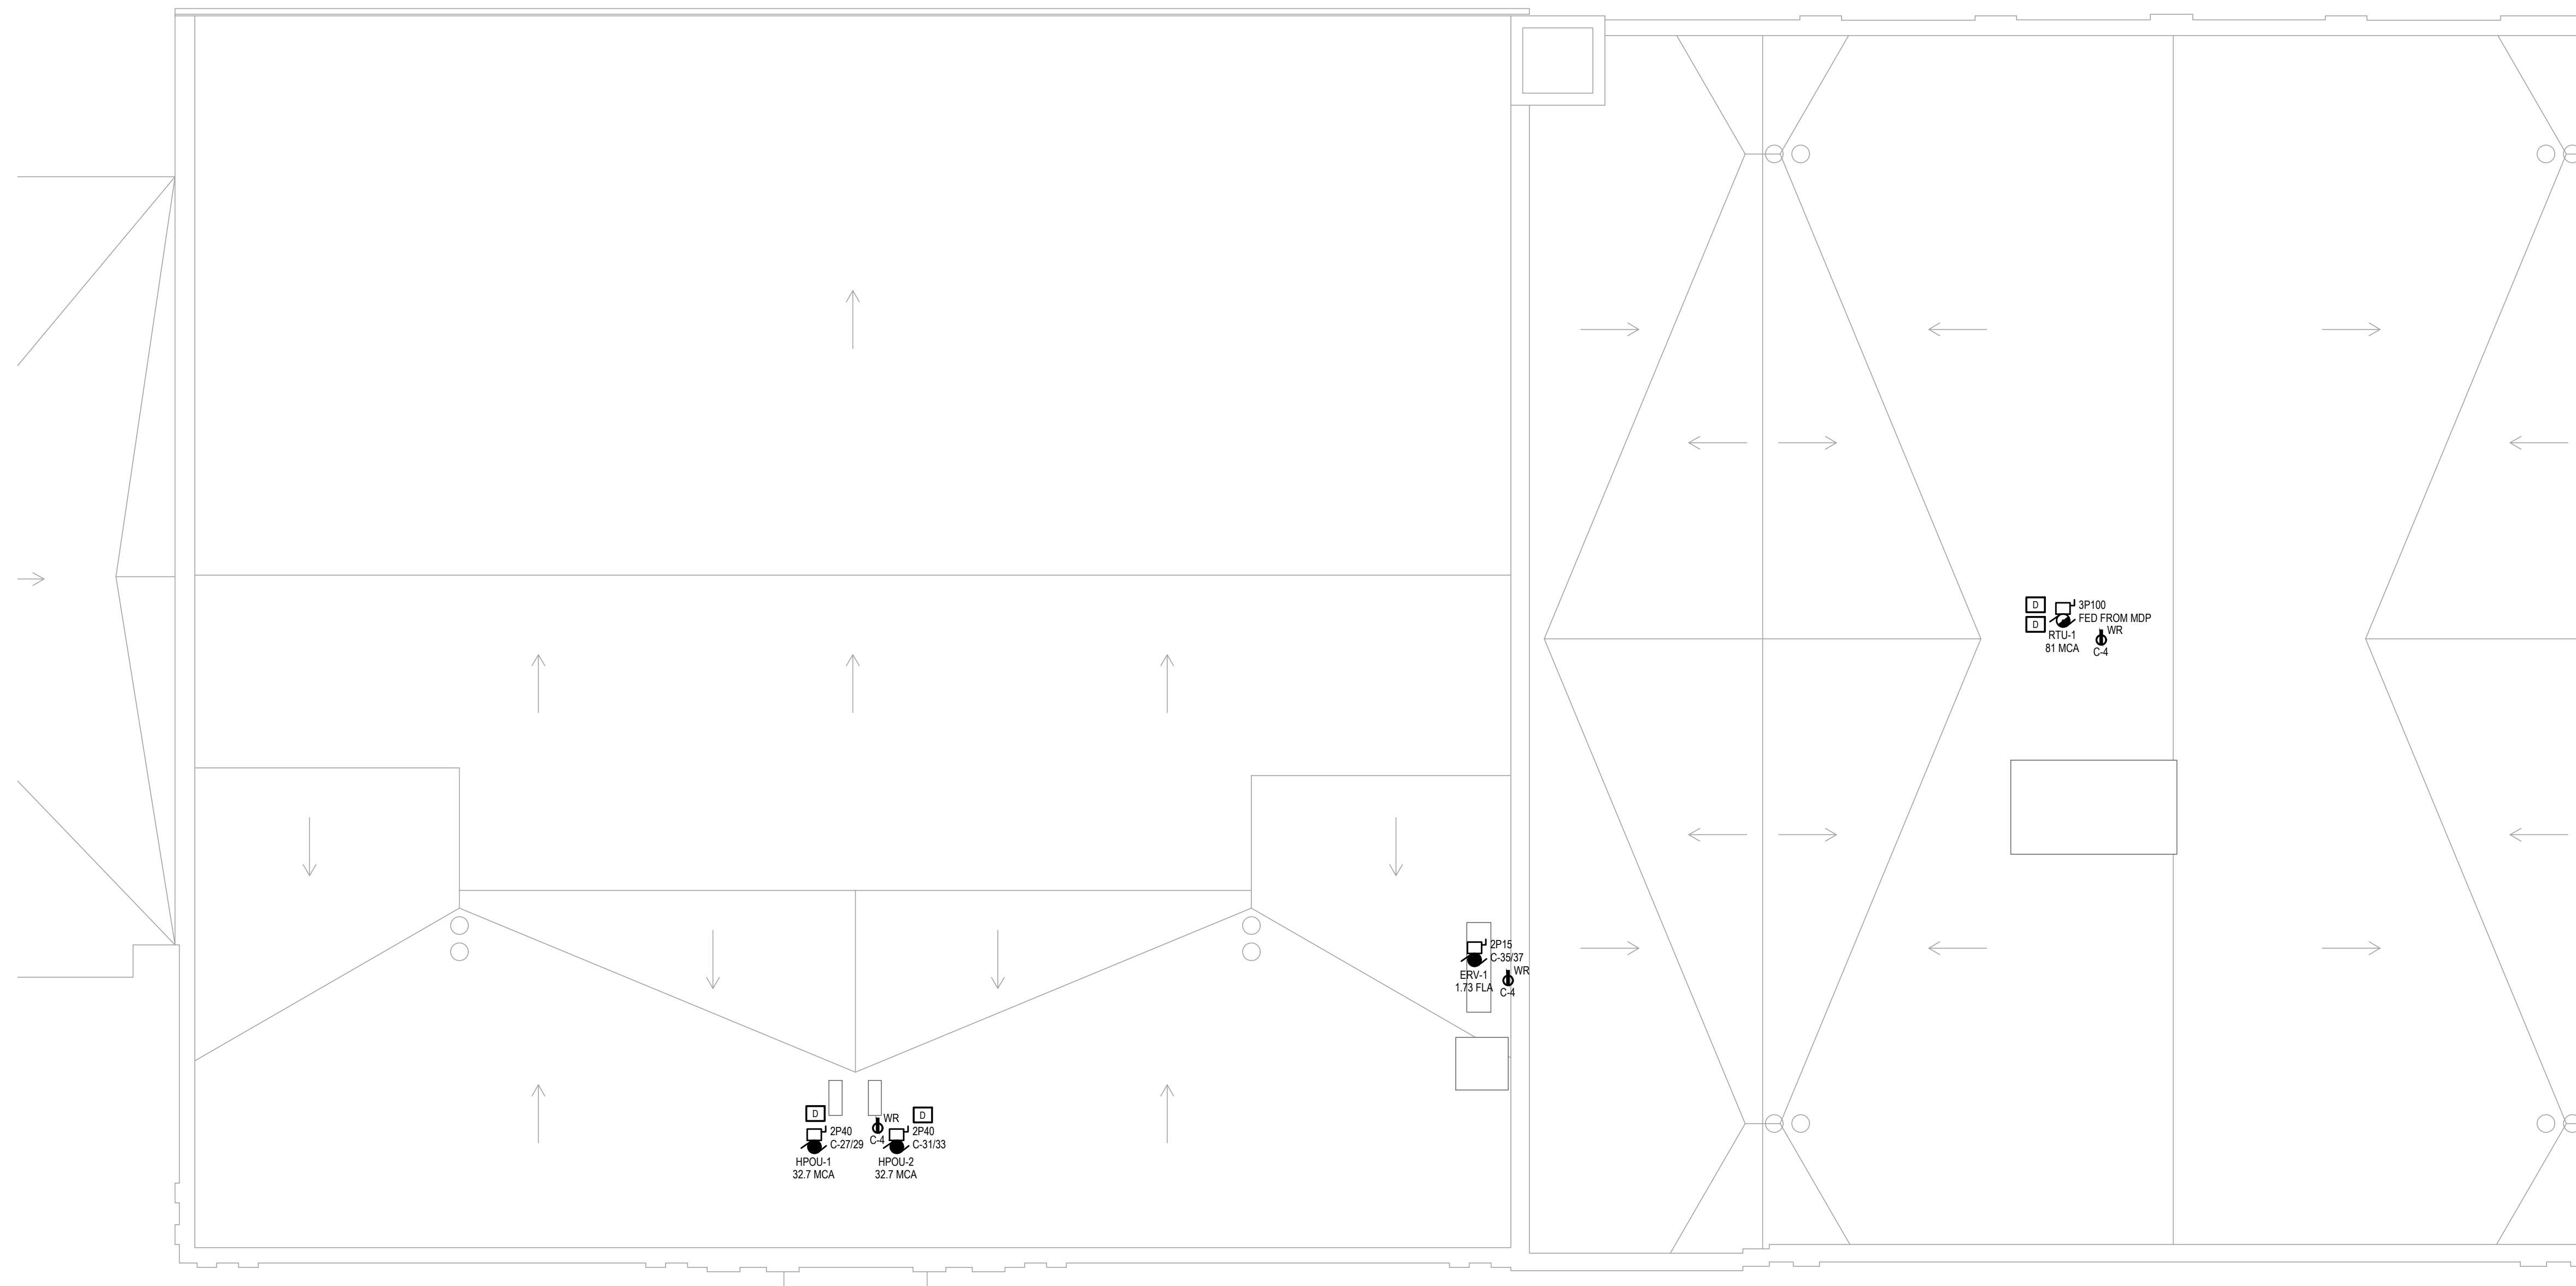 D
3P100
D
FED FROM MDP
RTU-1
WR
81 MCA
C-4
2P15
C-35/37
ERV-1
WR
1.73 FLA
C-4
D
WR
D
2P40
C-4
2P40
C-27/29
C-31/33
HPOU-1
HPOU-2
32.7 MCA
32.7 MCA